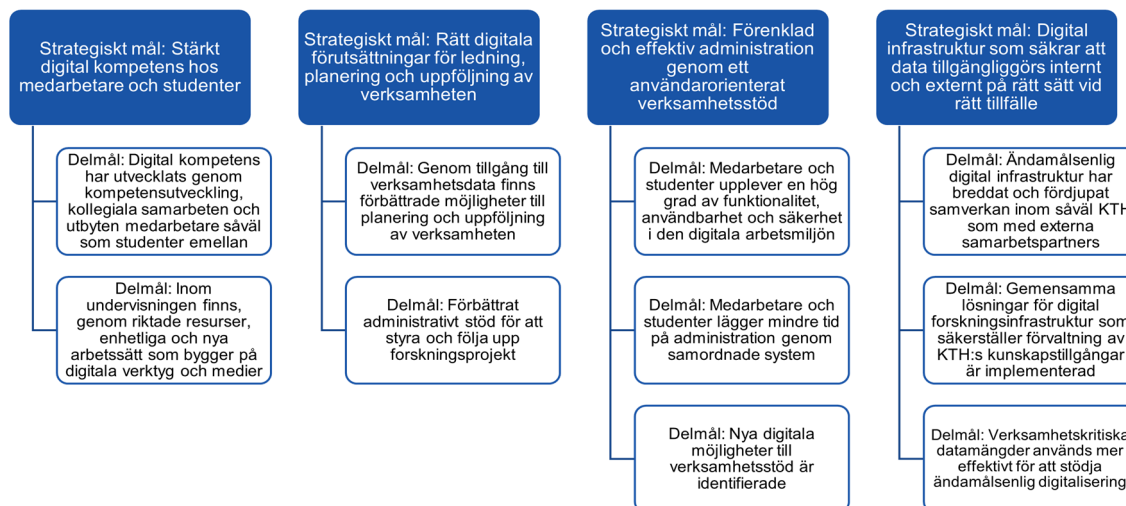 Strategiskt mål: Stärkt
digital kompetens hos
medarbetare och studenter
Delmål: Digital kompetens
har utvecklats genom
kompetensutveckling,
kollegiala samarbeten och
utbyten medarbetare såväl
som studenter emellan
Delmål: Inom
undervisningen finns,
genom riktade resurser,
enhetliga och nya
arbetssätt som bygger på
digitala verktyg och medier
Strategiskt mål: Rätt digitala
förutsättningar för ledning,
planering och uppföljning av
verksamheten
Delmål: Genom tillgång till
verksamhetsdata finns
förbättrade möjligheter till
planering och uppföljning
av verksamheten
Delmål: Förbättrat
administrativt stöd för att
styra och följa upp
forskningsprojekt
Strategiskt mål: Förenklad
och effektiv administration
genom ett
användarorienterat
verksamhetsstöd
Delmål: Medarbetare och
studenter upplever en hög
grad av funktionalitet,
användbarhet och säkerhet
i den digitala arbetsmiljön
Delmål: Medarbetare och
studenter lägger mindre tid
på administration genom
samordnade system
Delmål: Nya digitala
möjligheter till
verksamhetsstöd är
identifierade
Strategiskt mål: Digital
infrastruktur som säkrar att
data tillgängliggörs internt
och externt på rätt sätt vid
rätt tillfälle
Delmål: Ändamålsenlig
digital infrastruktur har
breddat och fördjupat
samverkan inom såväl KTH
som med externa
samarbetspartners
Delmål: Gemensamma
lösningar för digital
forskningsinfrastruktur som
säkerställer förvaltning av
KTH:s kunskapstillgångar
är implementerad
Delmål: Verksamhetskritiska
datamängder används mer
effektivt för att stödja
ändamålsenlig digitalisering